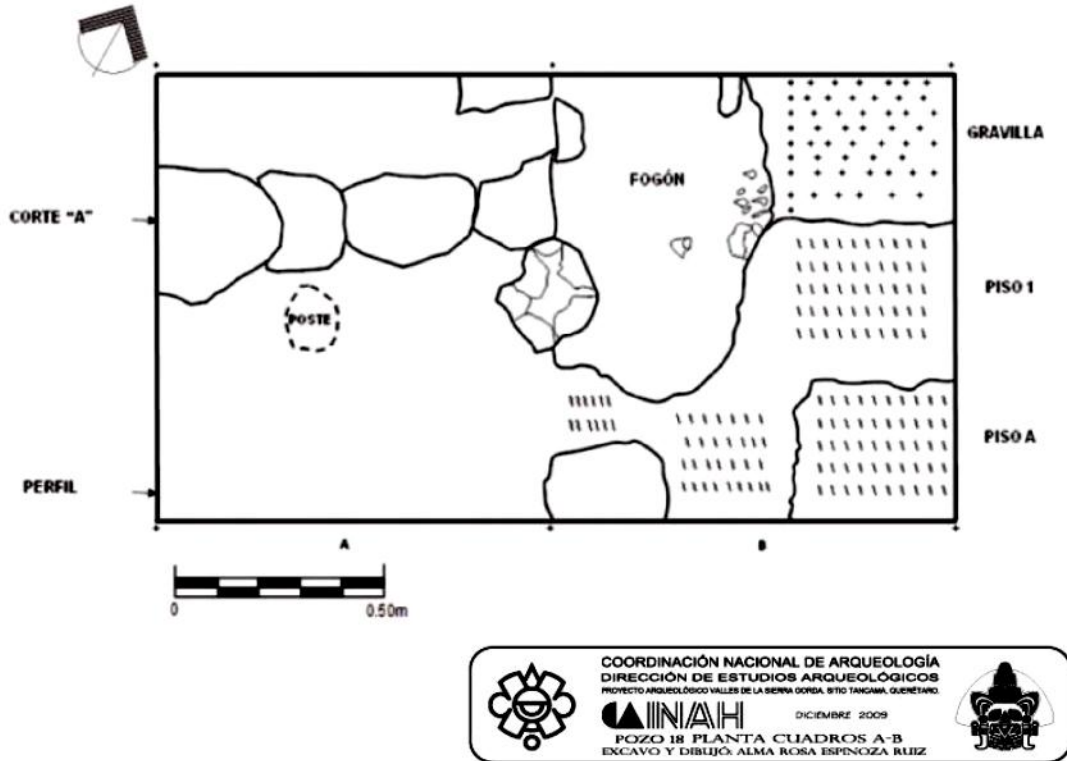 GRAVILLA
FOGÓN
CORTE "A"
PISO 1
POSTE
PISO A
PERFIL
A
B
0
0.50m
COORDINACIÓN NACIONAL DE ARQUEOLOGÍA
DIRECCIÓN DE ESTUDIOS ARQUEOLÓGICOS
PROYECTO ARQUEOLÓGICO VALLES DE LA SIERRA GORDA. SITIO TANCAMA, QUERÉTARO.
CAINAH
DICIEMBRE 2009
POZO 18 PLANTA CUADROS A-B
EXCAVO Y DIBUJÓ: ALMA ROSA ESPINOZA RUIZ